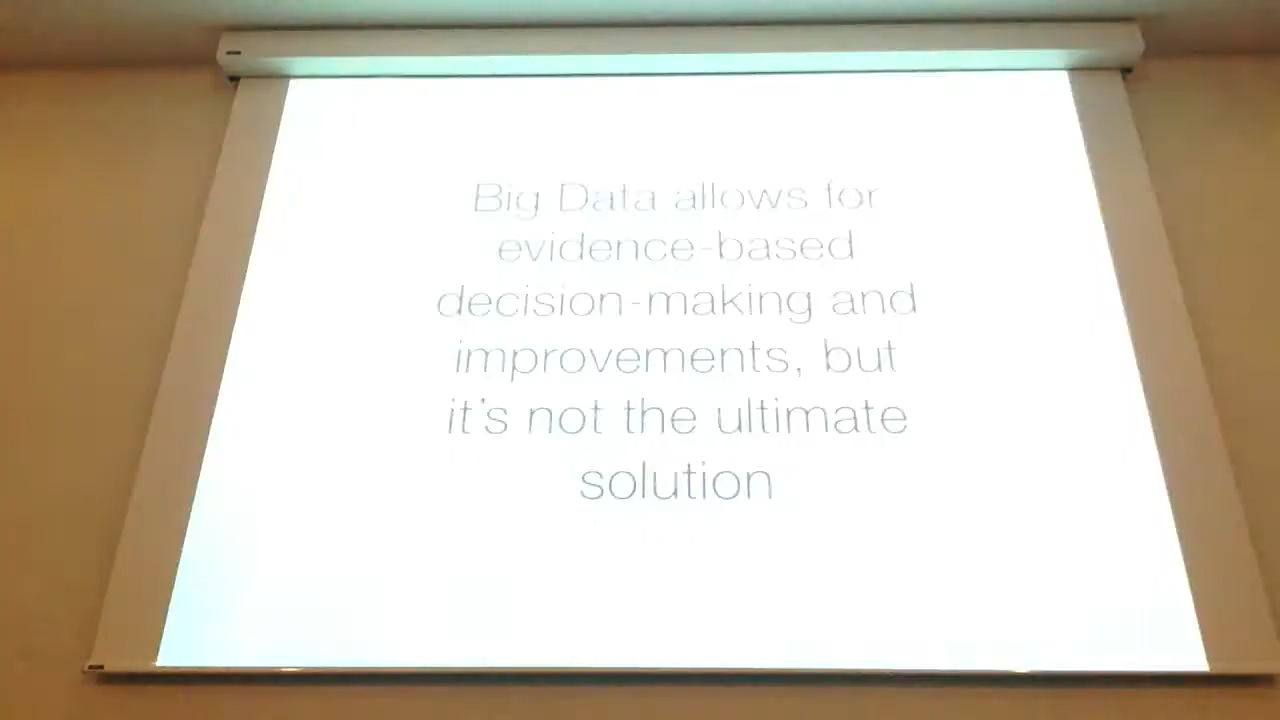 Big Data allows for
evidence-based
decision-making and
improvements, but
it's not the ultimate
solution